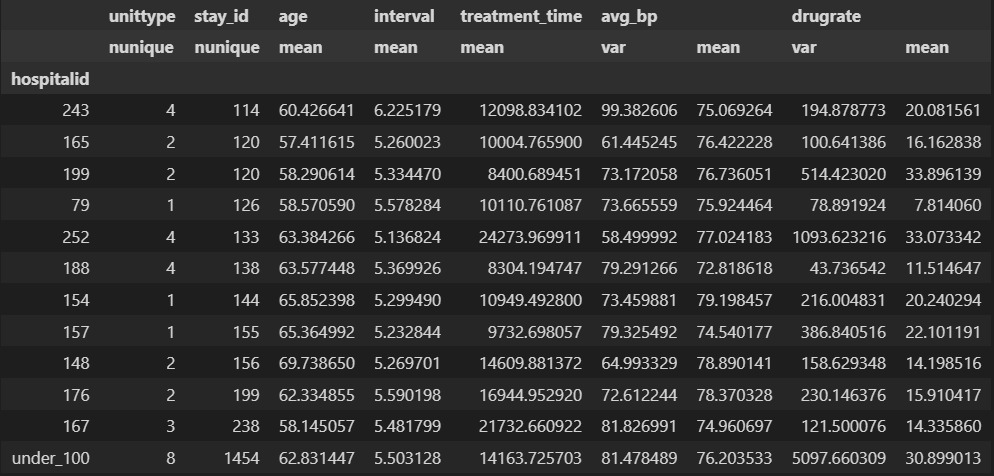 unittype stay_id age interval treatment_time avg_bp drugrate
nunique nunique mean mean mean var mean var mean
hospitalid
243 4 114 60.426641 6.225179 12098.834102 99.382606 75.069264 194.878773 20.081561
165 2 120 57.411615 5.260023 10004.765900 61.445245 76.422228 100.641386 16.162838
199 2 120 58.290614 5.334470 8400.689451 73.172058 76.736051 514.423020 33.896139
79 1 126 58.570590 5.578284 10110.761087 73.665559 75.924464 78.891924 7.814060
252 4 133 63.384266 5.136824 24273.969911 58.499992 77.024183 1093.623216 33.073342
188 4 138 63.577448 5.369926 8304.194747 79.291266 72.818618 43.736542 11.514647
154 1 144 65.852398 5.299490 10949.492800 73.459881 79.198457 216.004831 20.240294
157 1 155 65.364992 5.232844 9732.698057 79.325492 74.540177 386.840516 22.101191
148 2 156 69.738650 5.269701 14609.881372 64.993329 78.890141 158.629348 14.198516
176 2 199 62.334855 5.590198 16944.952920 72.612244 78.370328 230.146376 15.910417
167 3 238 58.145057 5.481799 21732.660922 81.826991 74.960697 121.500076 14.335860
under_100 8 1454 62.831447 5.503128 14163.725703 81.478489 76.203533 5097.660309 30.899013